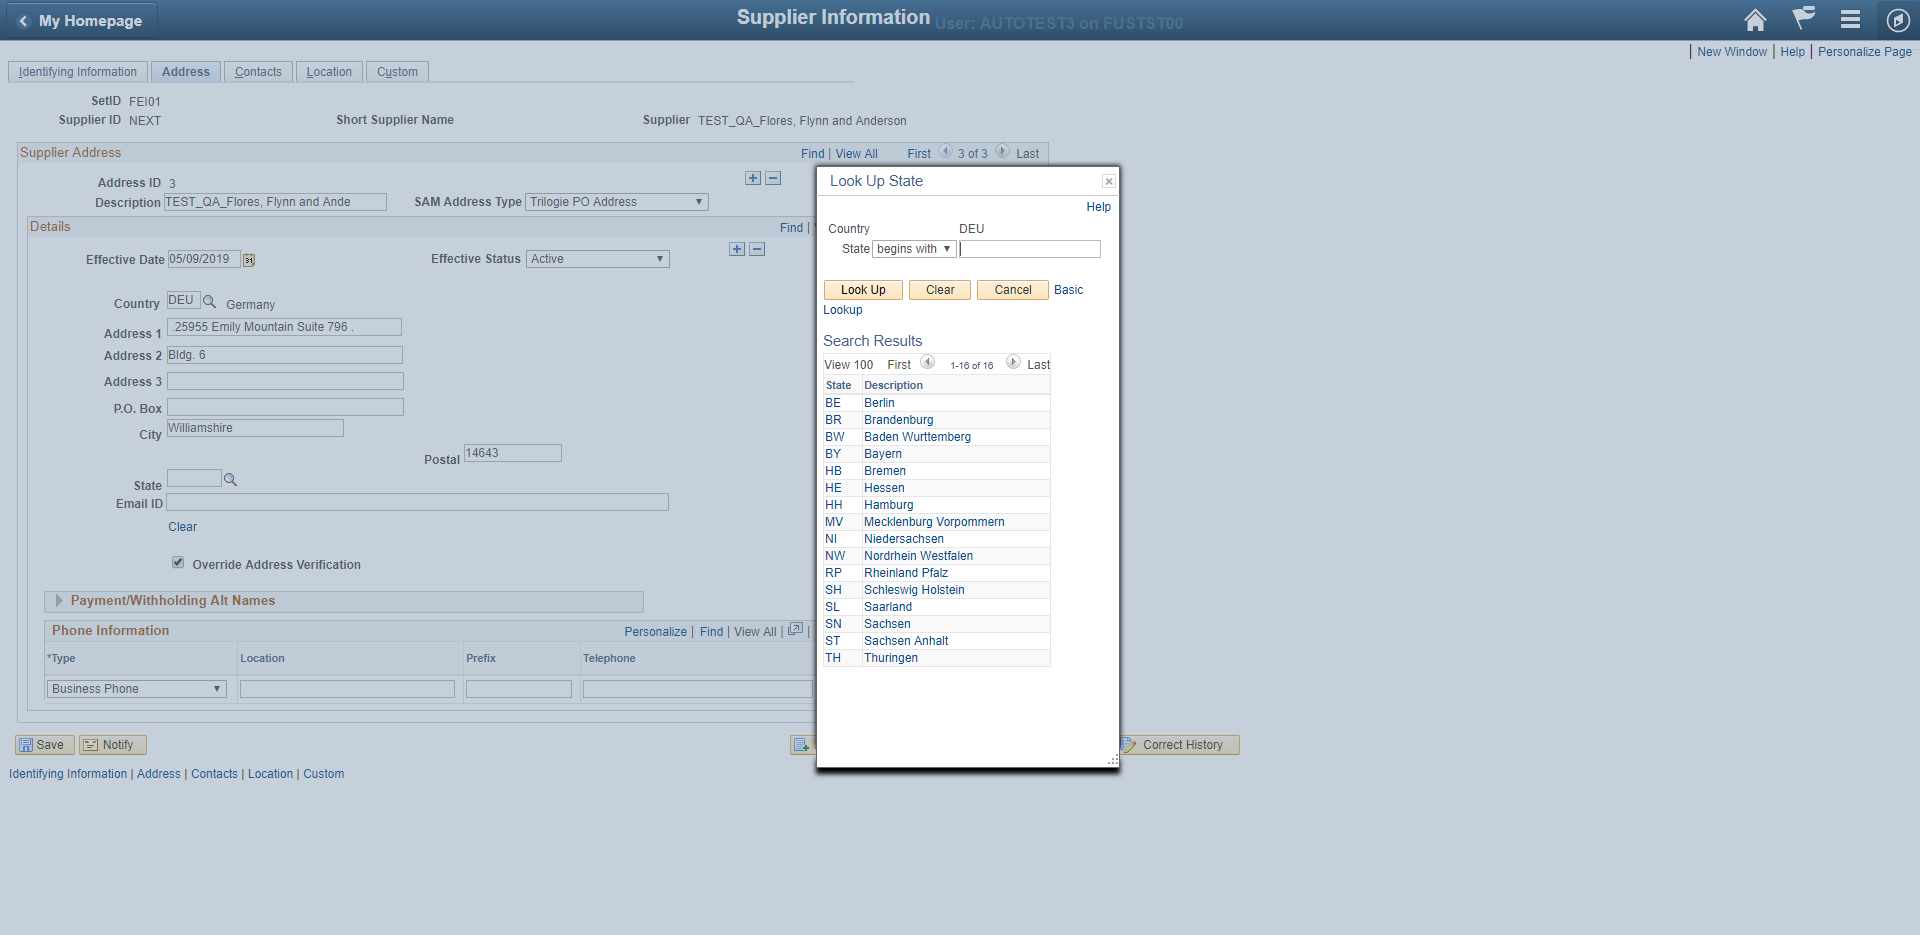 My Homepage
Supplier Information
User: AUTOTEST3 on FUSTST00
New Window | Help | Personalize Page
Identifying Information
Address
Contacts
Location
Custom
SetID FEI01
Supplier ID NEXT
Short Supplier Name
Supplier TEST_QA_Flores, Flynn and Anderson
Supplier Address
Find | View All First 3 of 3 Last
Address ID 3
Description TEST_QA_Flores, Flynn and Ande
SAM Address Type Trilogie PO Address
Details
Find |
Effective Date 05/09/2019
31
Effective Status Active
Country DEU Germany
Address 1 .25955 Emily Mountain Suite 796 .
Address 2 Bldg. 6
Address 3
P.O. Box
City Williamshire
Postal 14643
State
Email ID
Clear
Override Address Verification
Payment/Withholding Alt Names
Phone Information
Personalize | Find | View All |
*Type Location Prefix Telephone
Business Phone
Save Notify
Correct History
Identifying Information | Address | Contacts | Location | Custom
Look Up State
Help
Country DEU
State begins with
Look Up Clear Cancel Basic
Lookup
Search Results
View 100 First 1-16 of 16 Last
State Description
BE Berlin
BR Brandenburg
BW Baden Wurttemberg
BY Bayern
HB Bremen
HE Hessen
HH Hamburg
MV Mecklenburg Vorpommern
NI Niedersachsen
NW Nordrhein Westfalen
RP Rheinland Pfalz
SH Schleswig Holstein
SL Saarland
SN Sachsen
ST Sachsen Anhalt
TH Thuringen